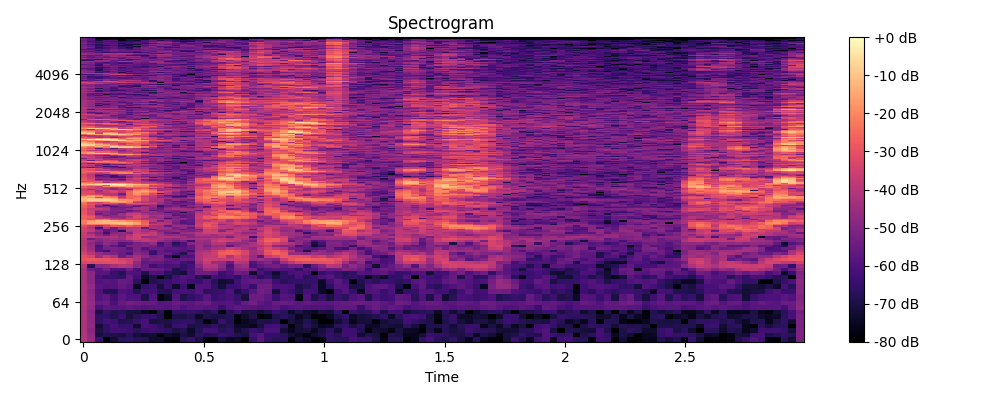 Spectrogram
+0 dB
4096
-10 dB
2048
-20 dB
1024
-30 dB
Hz
512
-40 dB
256
-50 dB
128
-60 dB
64
-70 dB
0
-80 dB
0
0.5
1
1.5
2
2.5
Time